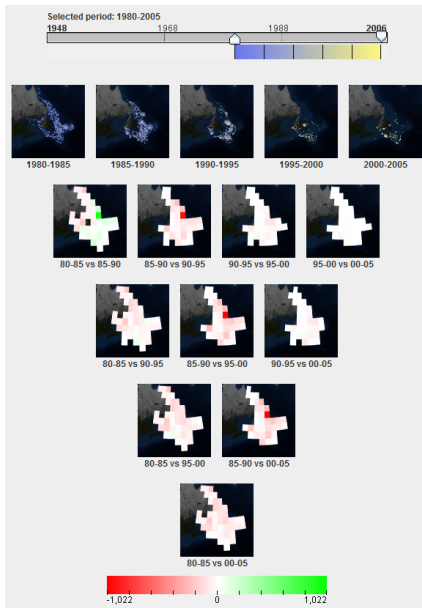 Selected period: 1980-2005
1948 1968 1988 2006
1980-1985 1985-1990 1990-1995 1995-2000 2000-2005
80-85 vs 85-90 85-90 vs 90-95 90-95 vs 95-00 95-00 vs 00-05
80-85 vs 90-95 85-90 vs 95-00 90-95 vs 00-05
80-85 vs 95-00 85-90 vs 00-05
80-85 vs 00-05
-1,022 0 1,022